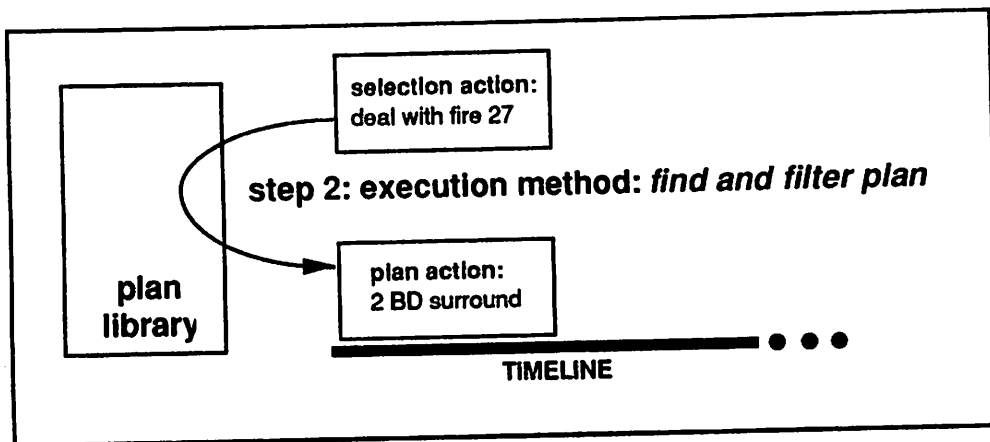 selection action:
deal with fire 27
step 2: execution method: find and filter plan
plan action:
2 BD surround
plan
library
TIMELINE